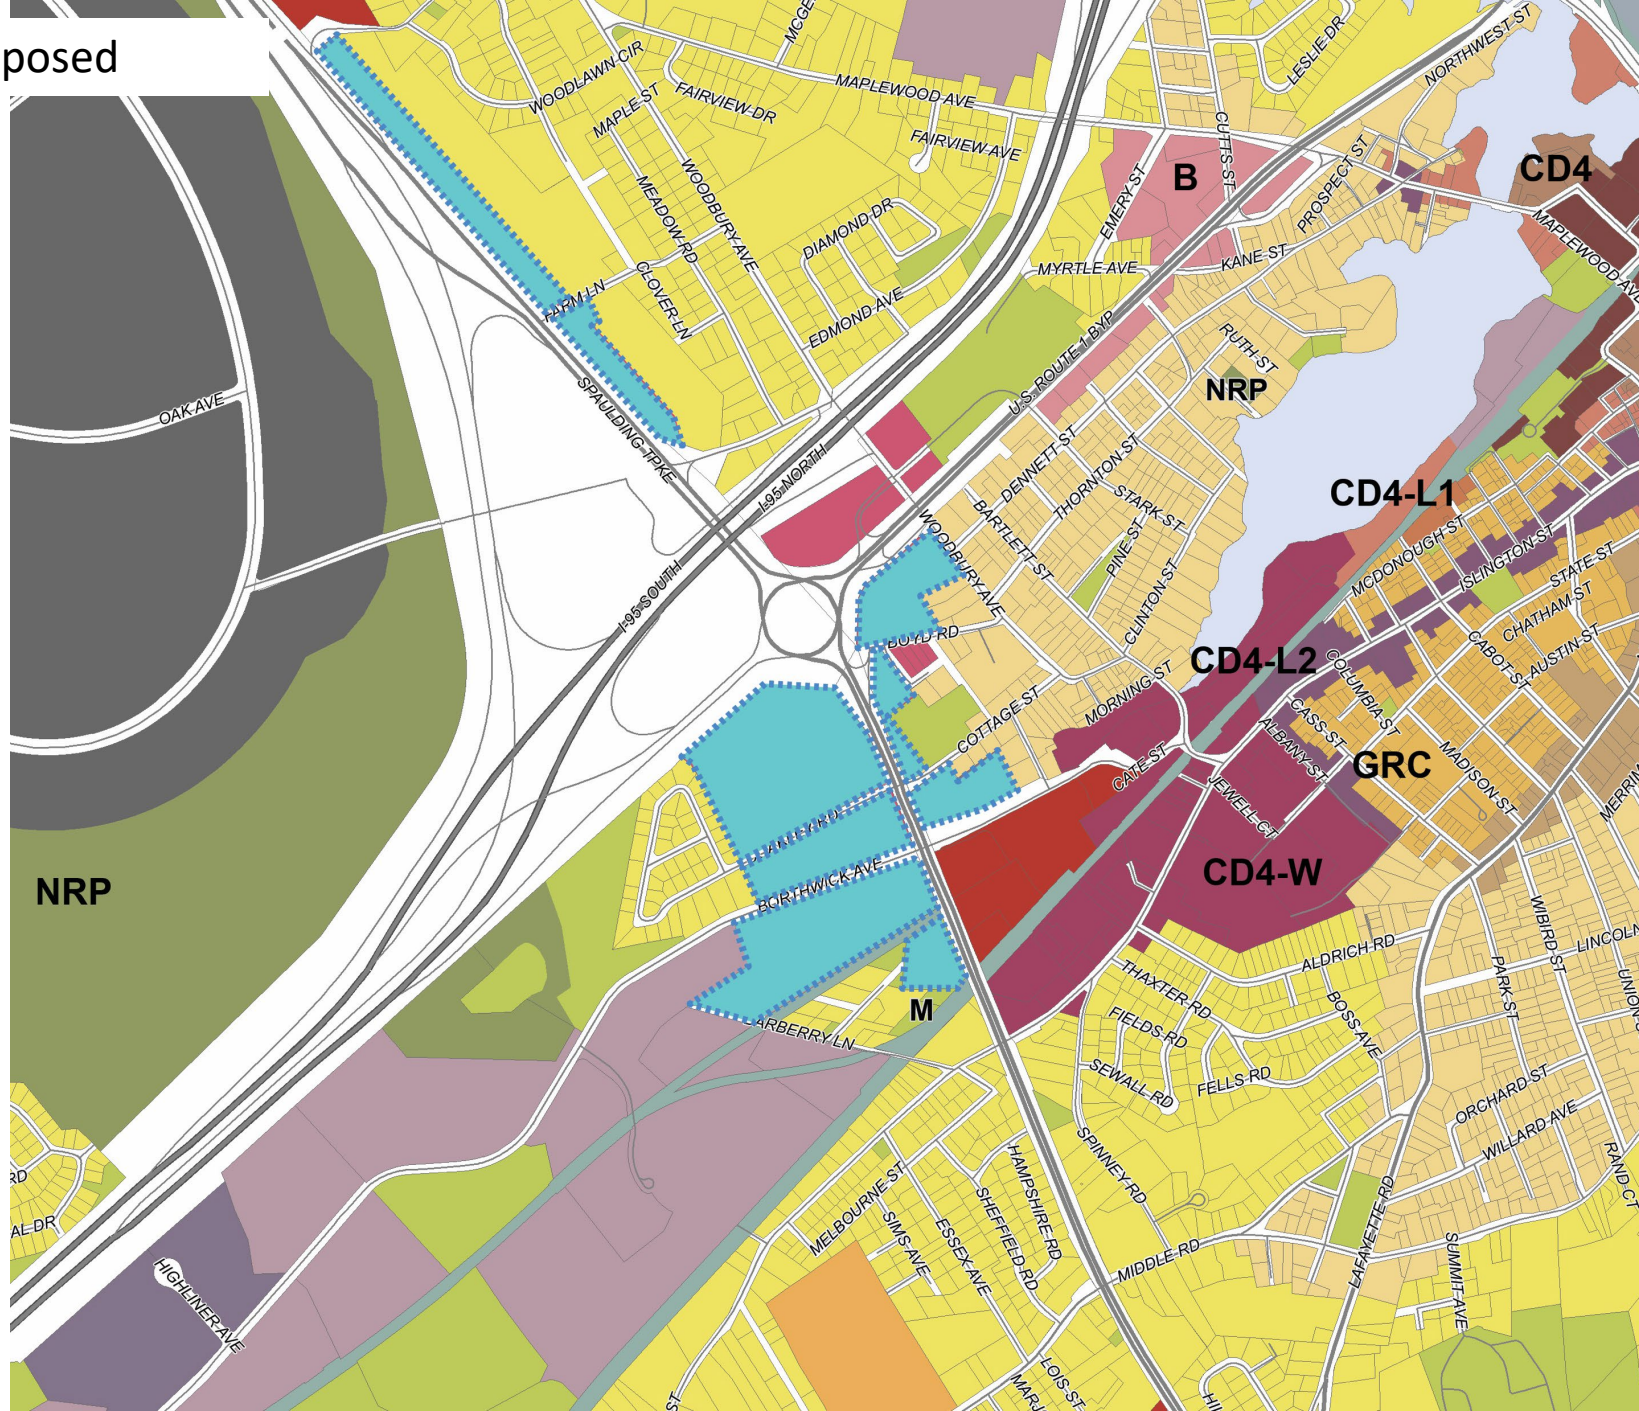 posed
WOODLAWN CIR
MAPLE ST
FAIRVIEW DR
MAPLEWOOD AVE
FAIRVIEW AVE
LESLIE DR
NORTHWEST ST
CUTTS ST
PROSPECT ST
EMERY ST
B
CD4
MAPLEWOOD AVE
KANE ST
MYRTLE AVE
WOODBURY AVE
MEADOW RD
DIAMOND DR
CLOVER LN
FARM LN
EDMOND AVE
U.S. ROUTE 1 BYP
RUTH ST
NRP
OAK AVE
SPAULDING TPKE
I-95 NORTH
DENNETT ST
THORNTON ST
STARK ST
BARTLETT ST
PINE ST
CLINTON ST
WOODBURY AVE
CD4-L1
MCDONOUGH ST
ISLINGTON ST
STATE ST
CHATHAM ST
AUSTIN ST
CABOT ST
I-95 SOUTH
BOYD RD
CD4-L2
COLUMBIA ST
CASS ST
ALBANY ST
MORNING ST
COTTAGE ST
CATE ST
JEWELL CT
GRC
MADISON ST
CD4-W
BORTHWICK AVE
NRP
WIBIRD ST
PARK ST
LINCOLN
ALDRICH RD
THAXTER RD
FIELDS RD
BOSS AVE
SEWALL RD
FELLS RD
M
BARBERRY LN
ORCHARD ST
WILLARD AVE
RAND CT
SPINNEY RD
HAMPSHIRE RD
SHEFFIELD RD
ESSEX AVE
SIMS AVE
MELBOURNE ST
MIDDLE RD
LAFAYETTE RD
SUMMIT AVE
RD
AL DR
HIGHLINER AVE
LOIS ST
ST